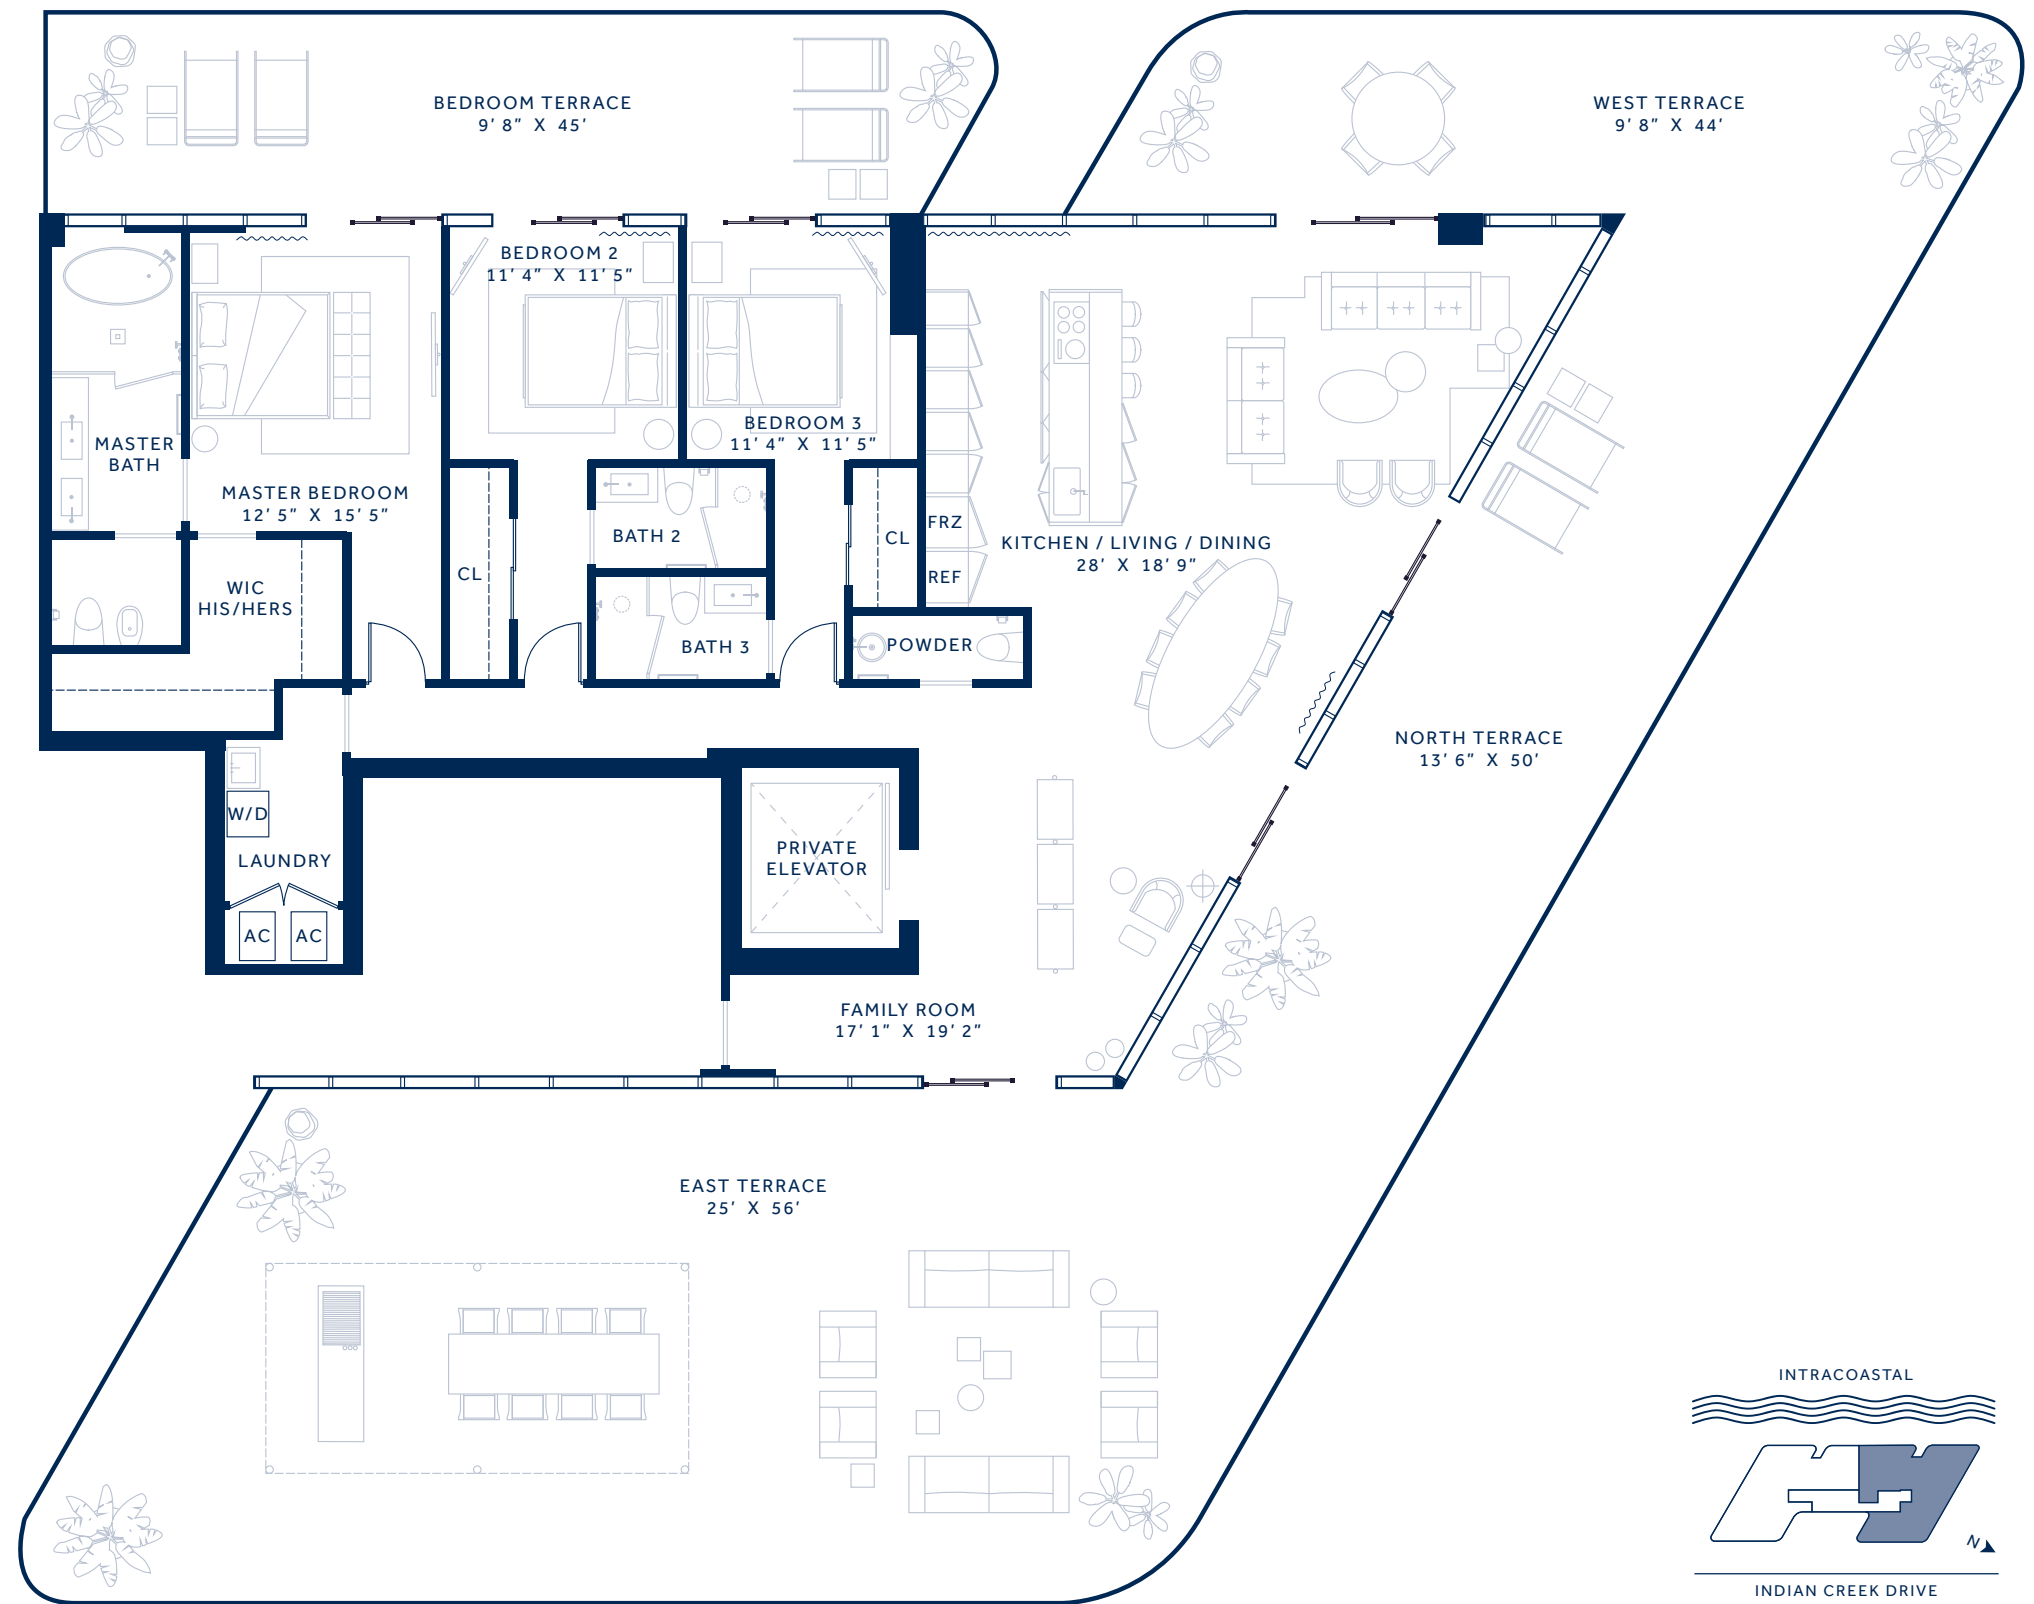 BEDROOM TERRACE
9' 8" X 45'
WEST TERRACE
9' 8" X 44'
BEDROOM 2
11' 4" X 11' 5"
BEDROOM 3
11' 4" X 11' 5"
MASTER
BATH
MASTER BEDROOM
12' 5" X 15' 5"
BATH 2
CL
CL
FRZ
REF
KITCHEN / LIVING / DINING
28' X 18' 9"
WIC
HIS/HERS
BATH 3
POWDER
NORTH TERRACE
13' 6" X 50'
W/D
LAUNDRY
AC
AC
PRIVATE
ELEVATOR
FAMILY ROOM
17' 1" X 19' 2"
EAST TERRACE
25' X 56'
INTRACOASTAL
N
INDIAN CREEK DRIVE